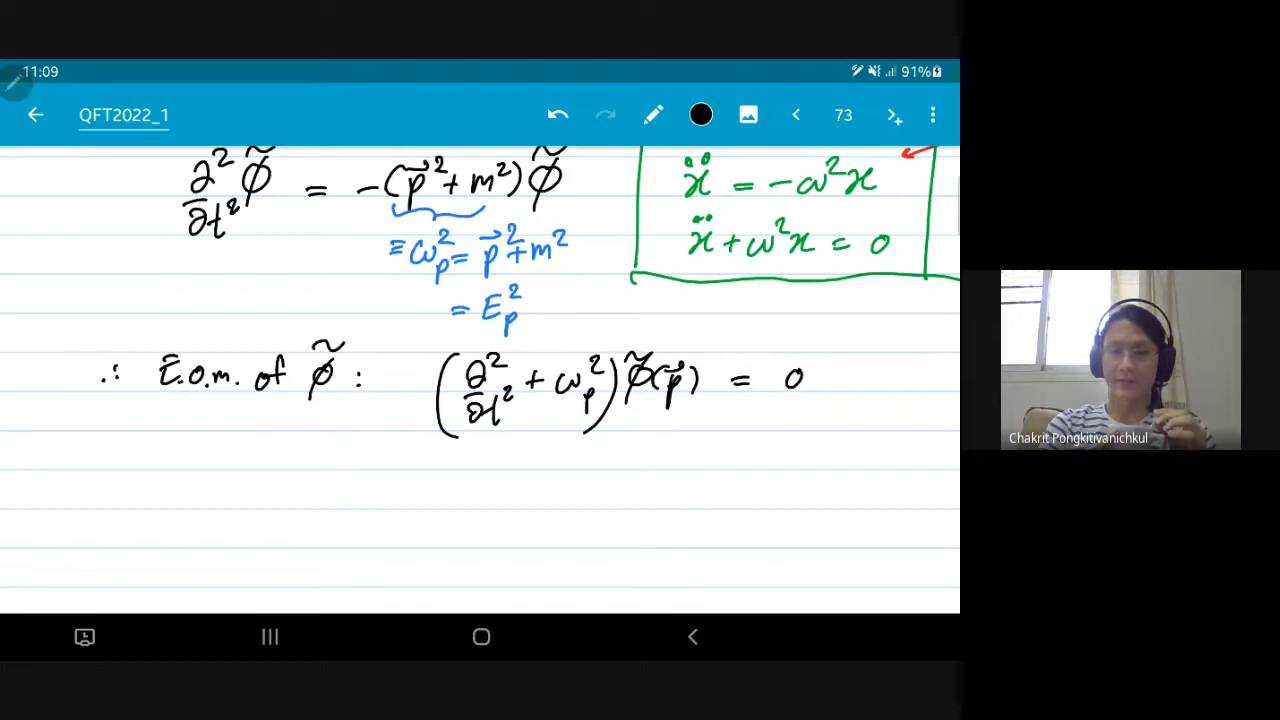 11:09
91%
QFT2022_1
73
∂²φ̃/∂t² = -(p⃗² + m²)φ̃
≡ ω_p² = p⃗² + m²
= E_p²
ẍ = -ω²x
ẍ + ω²x = 0
∴ E.o.m. of φ̃ : (∂²/∂t² + ω_p²) φ̃(p⃗) = 0
Chakrit Pongkitivanichkul